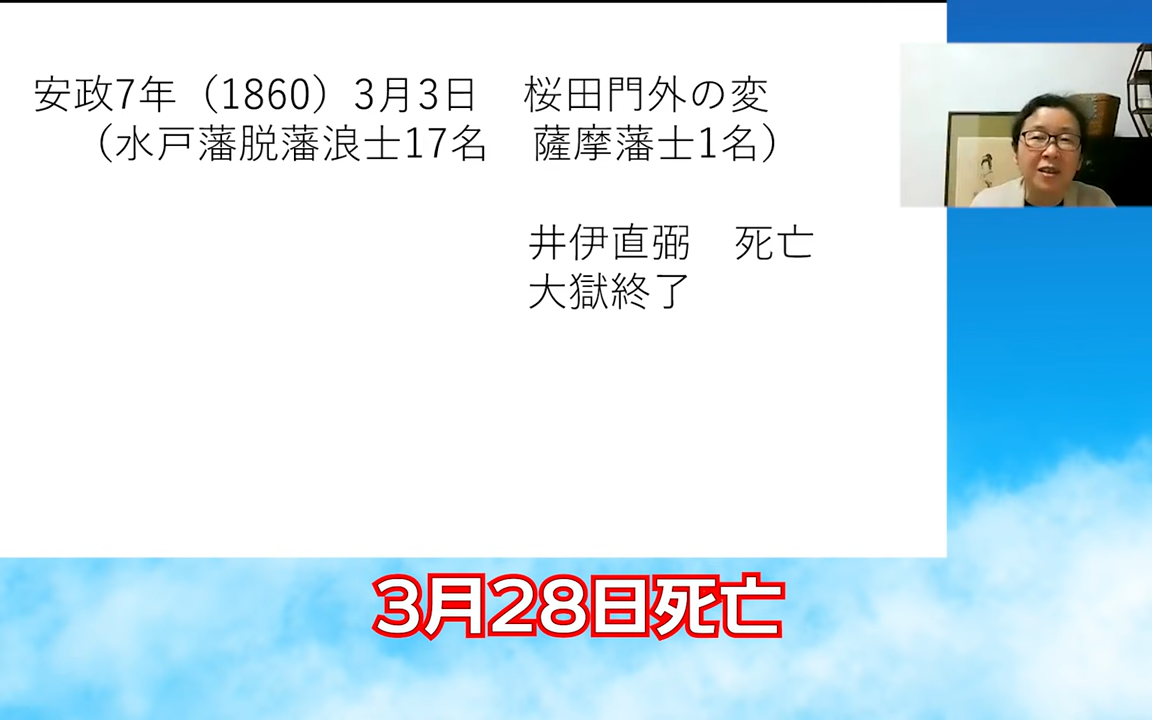 安政7年（1860）3月3日　桜田門外の変
（水戸藩脱藩浪士17名　薩摩藩士1名）
井伊直弼　死亡
大獄終了
3月28日死亡